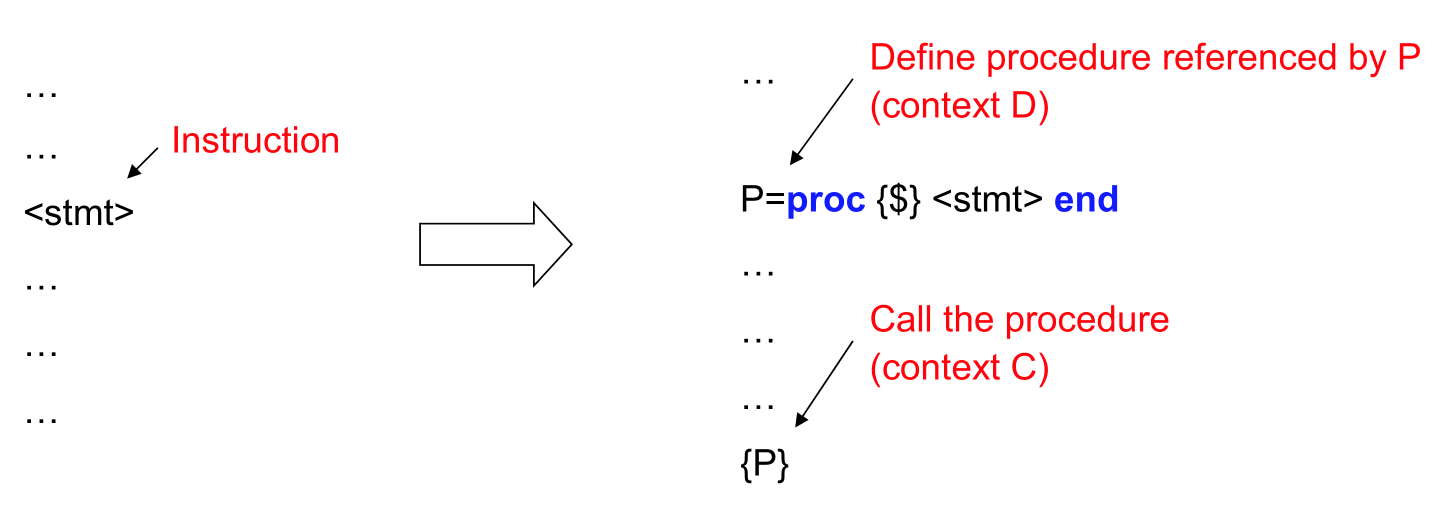 …
…
Instruction
<stmt>
…
…
…
Define procedure referenced by P
(context D)
…
P=proc {$} <stmt> end
…
Call the procedure
(context C)
…
…
{P}